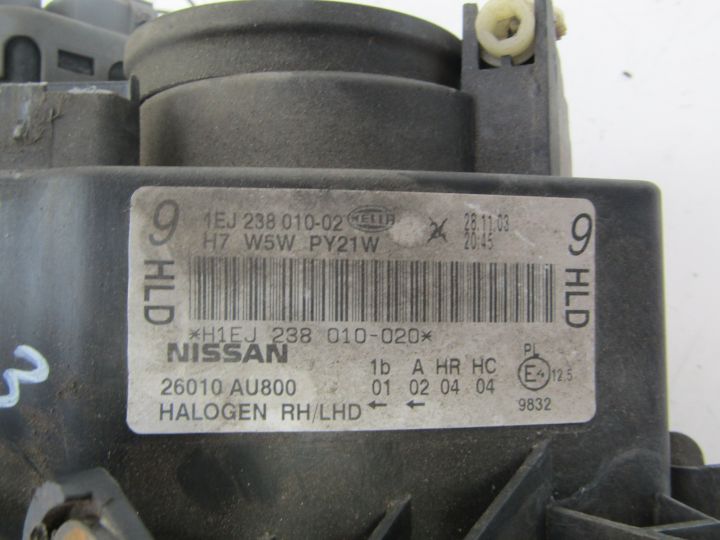 9 HLD
1EJ 238 010-02 HELLA 28.11.03
H7 W5W PY21W 20:45
9 HLD
*H1EJ 238 010-020*
NISSAN
1b A HR HC PL
26010 AU800 01 02 04 04 E4 12.5
HALOGEN RH/LHD ← ← 9832
3